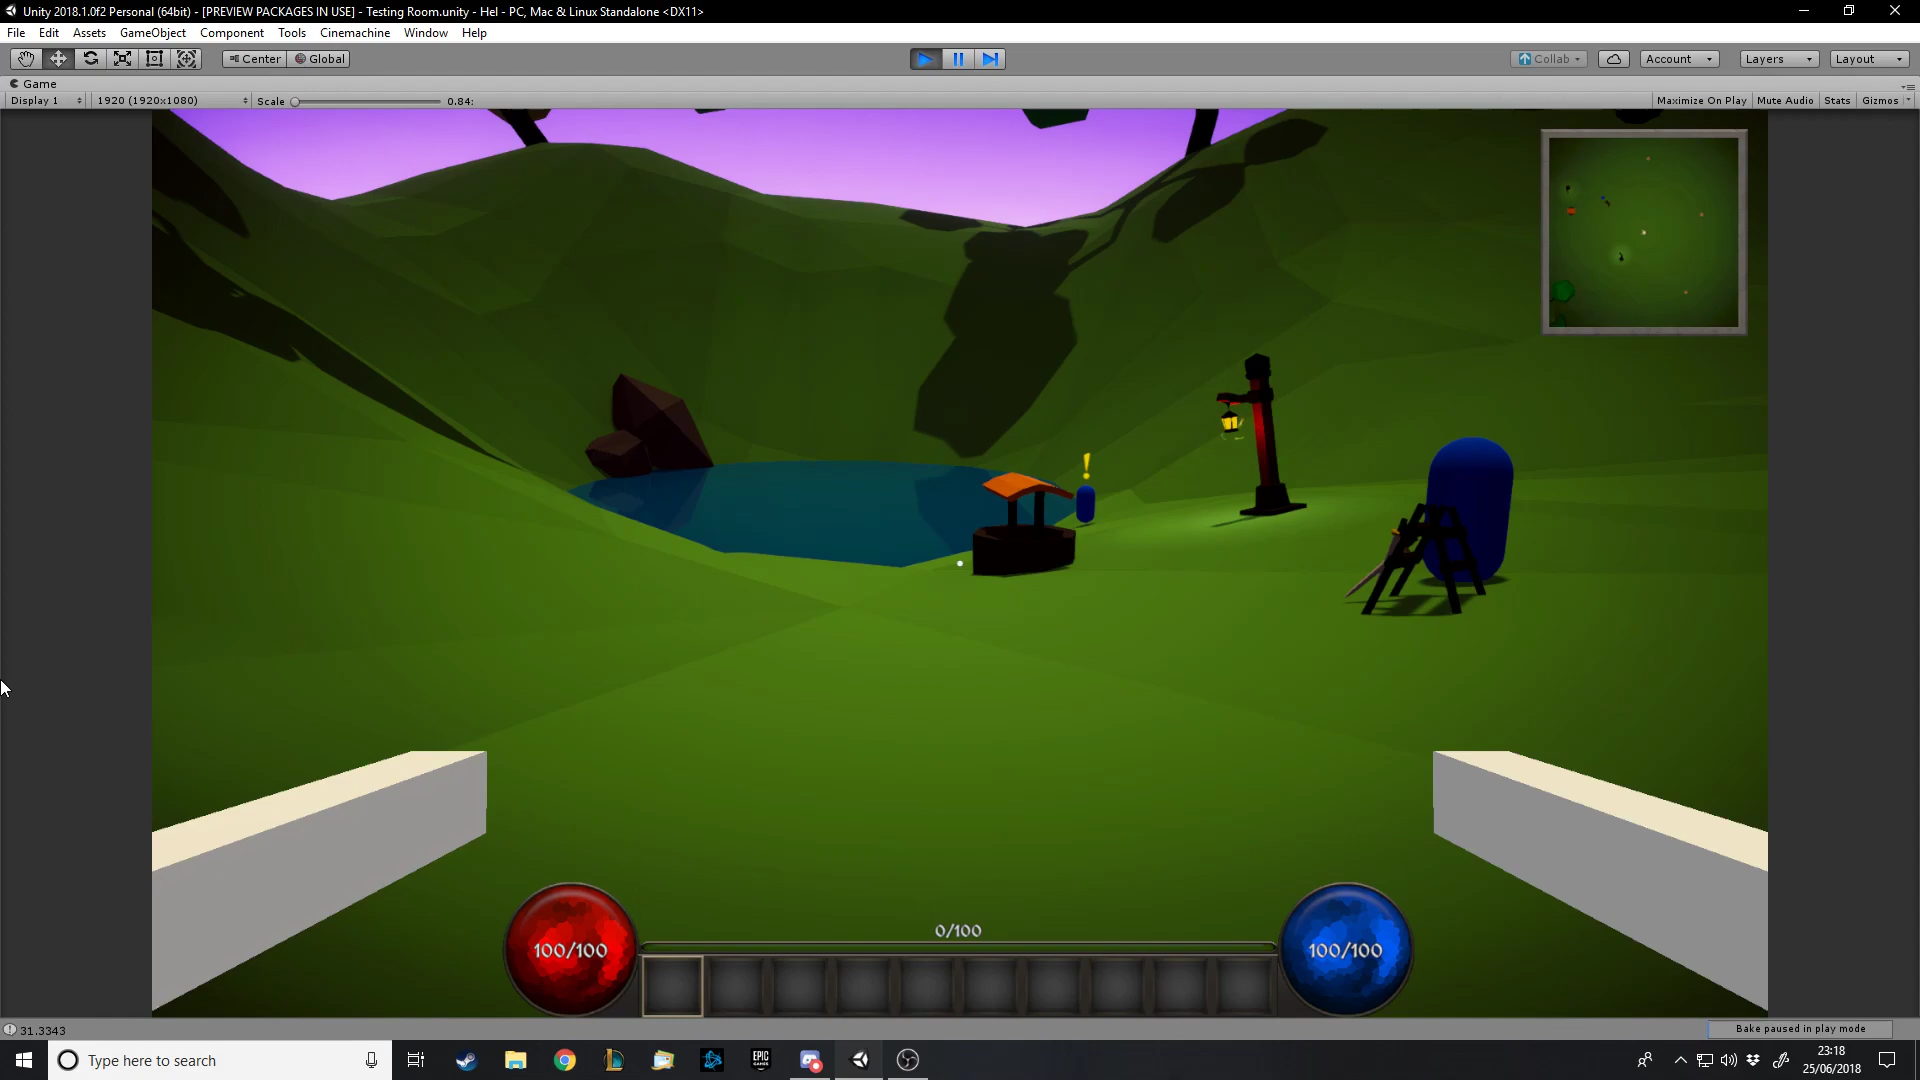 Unity 2018.1.0f2 Personal (64bit) - [PREVIEW PACKAGES IN USE] - Testing Room.unity - Hel - PC, Mac & Linux Standalone <DX11>
File Edit Assets GameObject Component Tools Cinemachine Window Help
Center Global Collab Account Layers Layout
Game
Display 1 1920 (1920x1080) Scale 0.84: Maximize On Play Mute Audio Stats Gizmos
!
0/100
100/100 100/100
31.3343 Bake paused in play mode
Type here to search EPIC GAMES 23:18
25/06/2018